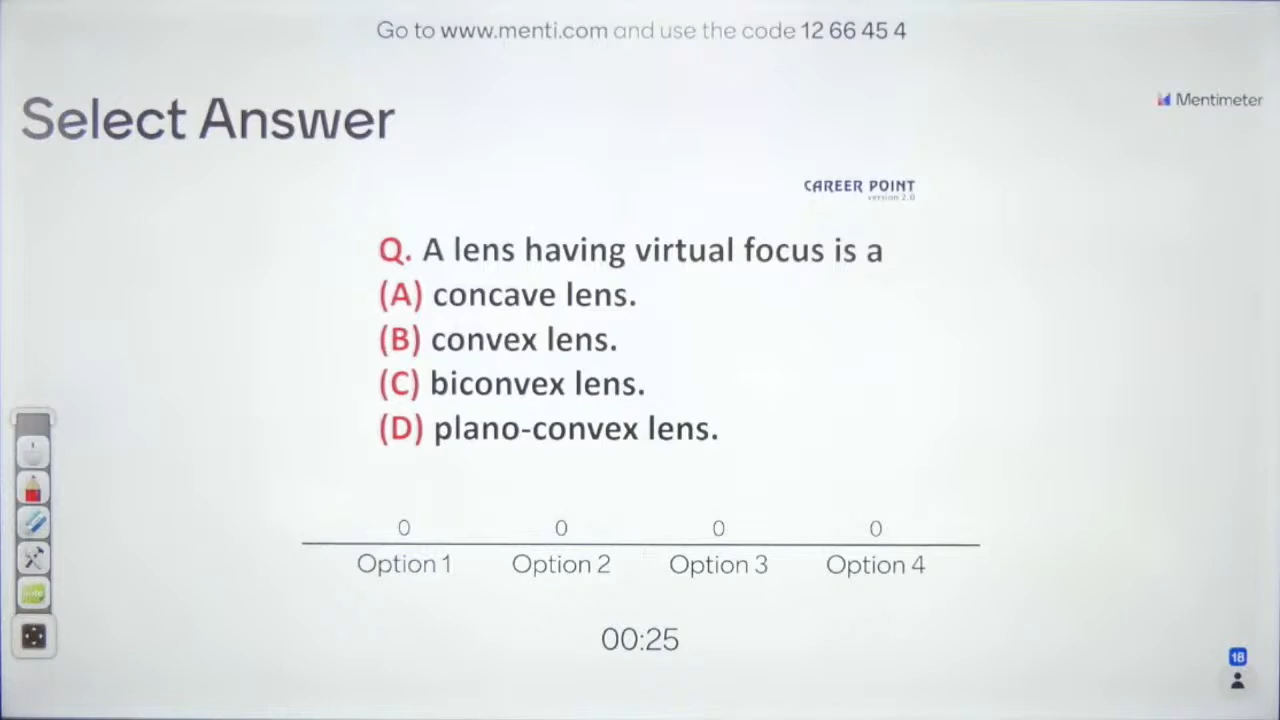 Go to www.menti.com and use the code 12 66 45 4
Select Answer
Mentimeter
CAREER POINT
version 2.0
Q. A lens having virtual focus is a
(A) concave lens.
(B) convex lens.
(C) biconvex lens.
(D) plano-convex lens.
0 0 0 0
Option 1 Option 2 Option 3 Option 4
00:25
18